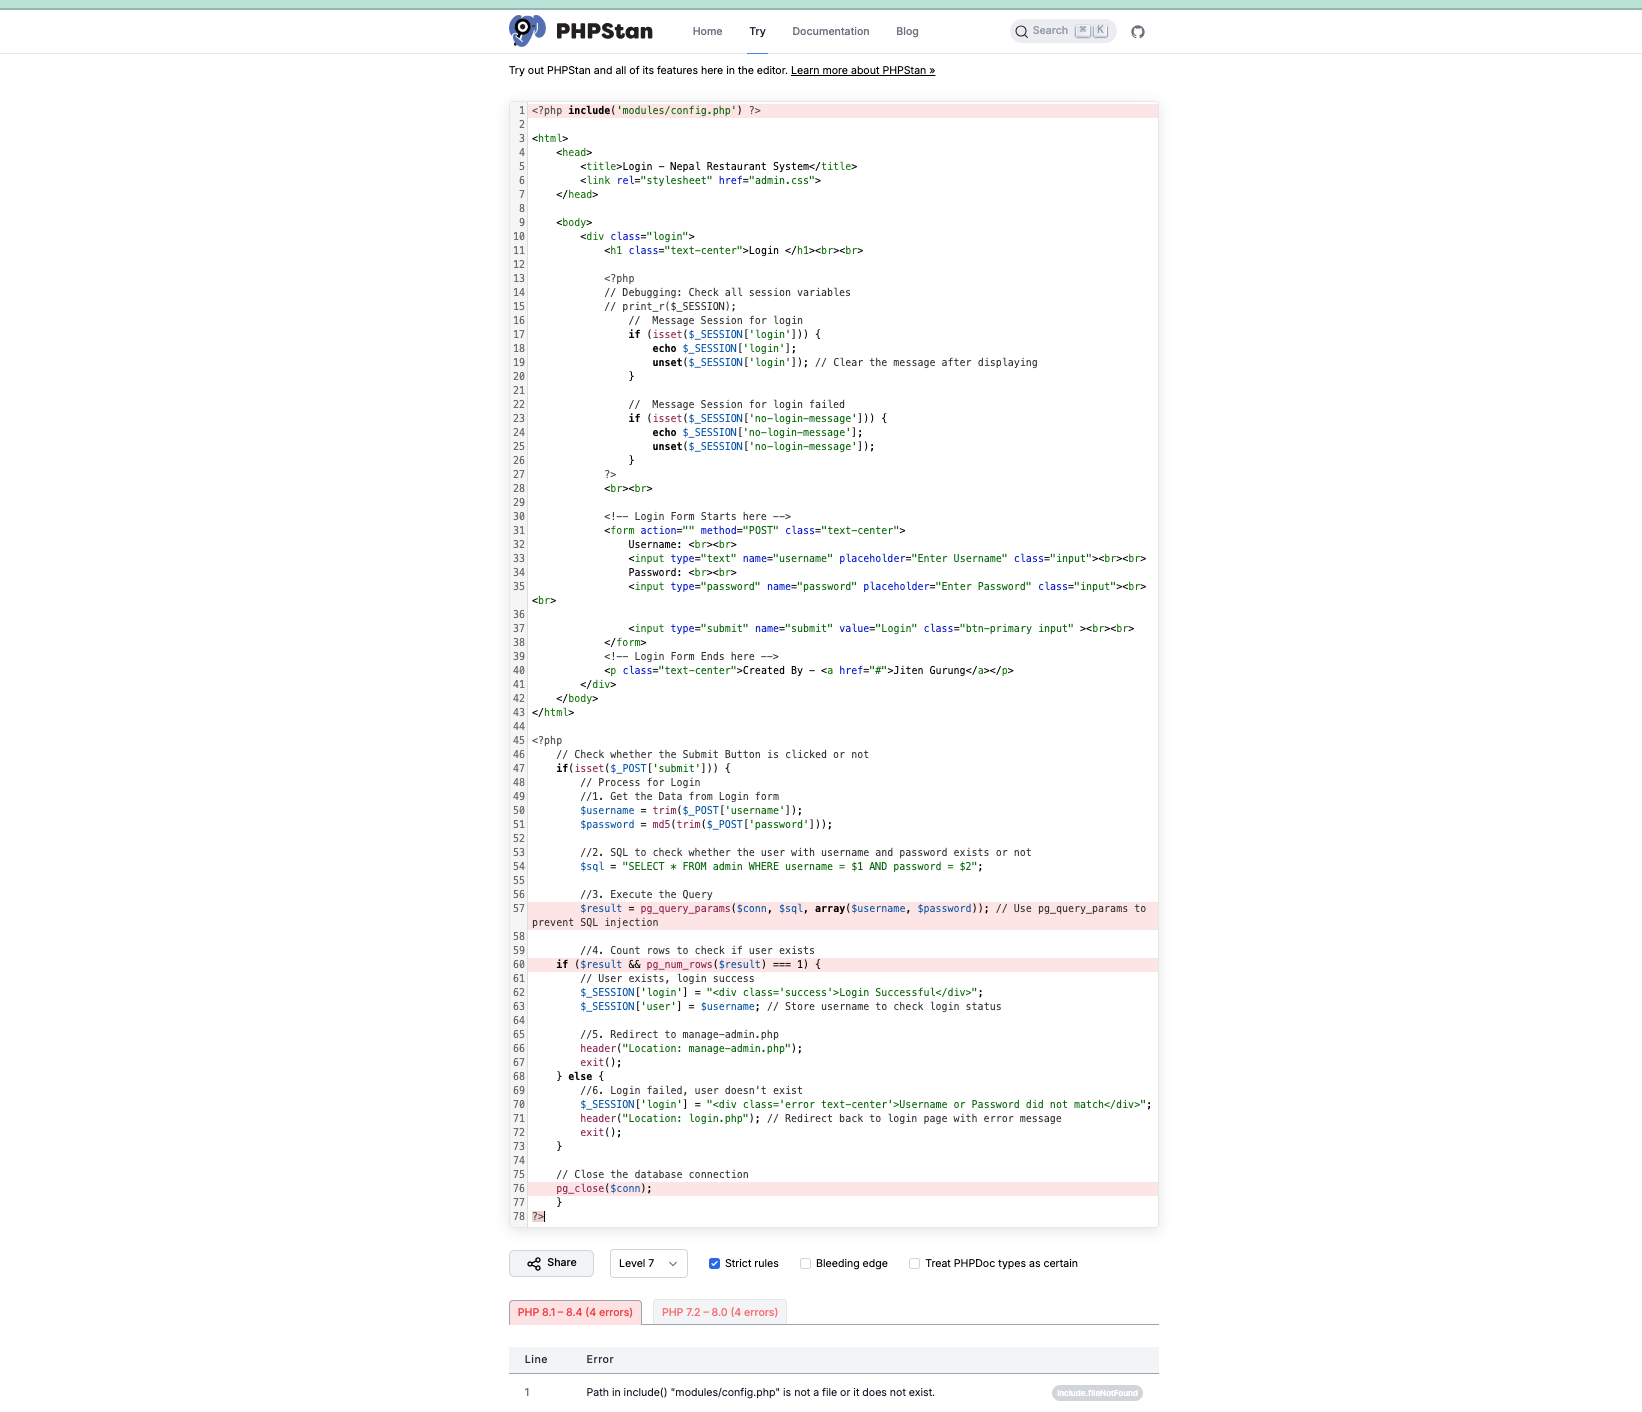 PHPStan
Home Try Documentation Blog Search ⌘ K
Try out PHPStan and all of its features here in the editor. Learn more about PHPStan »
1 <?php include('modules/config.php') ?>
2
3 <html>
4     <head>
5         <title>Login – Nepal Restaurant System</title>
6         <link rel="stylesheet" href="admin.css">
7     </head>
8
9     <body>
10         <div class="login">
11             <h1 class="text-center">Login </h1><br><br>
12
13             <?php
14             // Debugging: Check all session variables
15             // print_r($_SESSION);
16                 //  Message Session for login
17                 if (isset($_SESSION['login'])) {
18                     echo $_SESSION['login'];
19                     unset($_SESSION['login']); // Clear the message after displaying
20                 }
21
22                 //  Message Session for login failed
23                 if (isset($_SESSION['no-login-message'])) {
24                     echo $_SESSION['no-login-message'];
25                     unset($_SESSION['no-login-message']);
26                 }
27             ?>
28             <br><br>
29
30             <!-- Login Form Starts here -->
31             <form action="" method="POST" class="text-center">
32                 Username: <br><br>
33                 <input type="text" name="username" placeholder="Enter Username" class="input"><br><br>
34                 Password: <br><br>
35                 <input type="password" name="password" placeholder="Enter Password" class="input"><br>
<br>
36
37                 <input type="submit" name="submit" value="Login" class="btn-primary input" ><br><br>
38             </form>
39             <!-- Login Form Ends here -->
40             <p class="text-center">Created By – <a href="#">Jiten Gurung</a></p>
41         </div>
42     </body>
43 </html>
44
45 <?php
46     // Check whether the Submit Button is clicked or not
47     if(isset($_POST['submit'])) {
48         // Process for Login
49         //1. Get the Data from Login form
50         $username = trim($_POST['username']);
51         $password = md5(trim($_POST['password']));
52
53         //2. SQL to check whether the user with username and password exists or not
54         $sql = "SELECT * FROM admin WHERE username = $1 AND password = $2";
55
56         //3. Execute the Query
57         $result = pg_query_params($conn, $sql, array($username, $password)); // Use pg_query_params to
prevent SQL injection
58
59         //4. Count rows to check if user exists
60     if ($result && pg_num_rows($result) === 1) {
61         // User exists, login success
62         $_SESSION['login'] = "<div class='success'>Login Successful</div>";
63         $_SESSION['user'] = $username; // Store username to check login status
64
65         //5. Redirect to manage-admin.php
66         header("Location: manage-admin.php");
67         exit();
68     } else {
69         //6. Login failed, user doesn't exist
70         $_SESSION['login'] = "<div class='error text-center'>Username or Password did not match</div>";
71         header("Location: login.php"); // Redirect back to login page with error message
72         exit();
73     }
74
75     // Close the database connection
76     pg_close($conn);
77     }
78 ?>
Share Level 7 Strict rules Bleeding edge Treat PHPDoc types as certain
PHP 8.1 – 8.4 (4 errors) PHP 7.2 – 8.0 (4 errors)
Line Error
1 Path in include() "modules/config.php" is not a file or it does not exist. include.fileNotFound